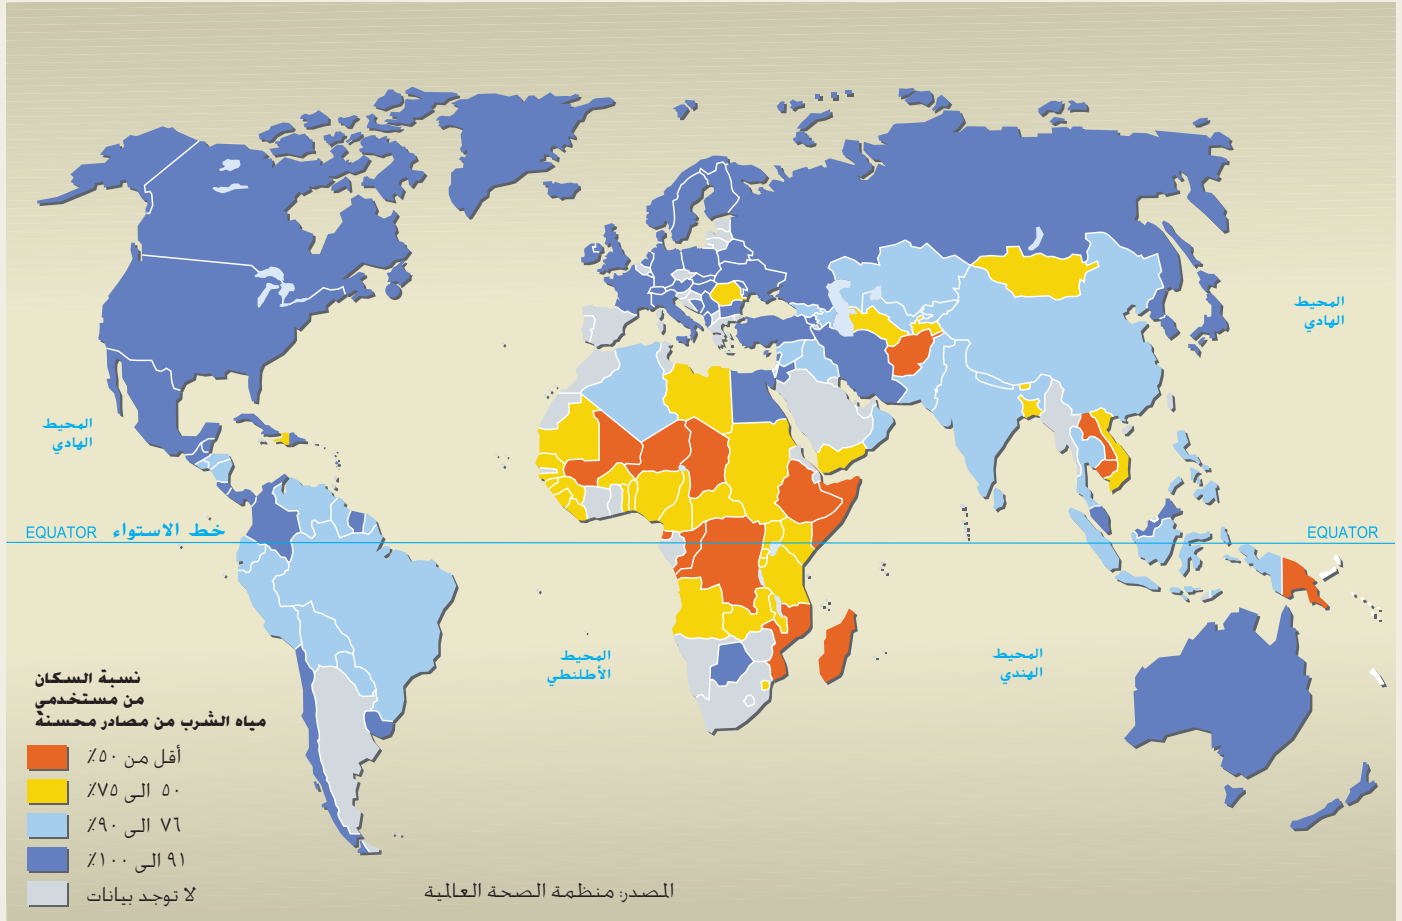 المحيط
الهادي
المحيط
الهادي
EQUATOR خط الاستواء
EQUATOR
المحيط
الأطلنطي
المحيط
الهندي
نسبة السكان
من مستخدمي
مياه الشرب من مصادر محسنة
أقل من ٥٠٪
٥٠ الى ٧٥٪
٧٦ الى ٩٠٪
٩١ الى ١٠٠٪
لا توجد بيانات
المصدر: منظمة الصحة العالمية